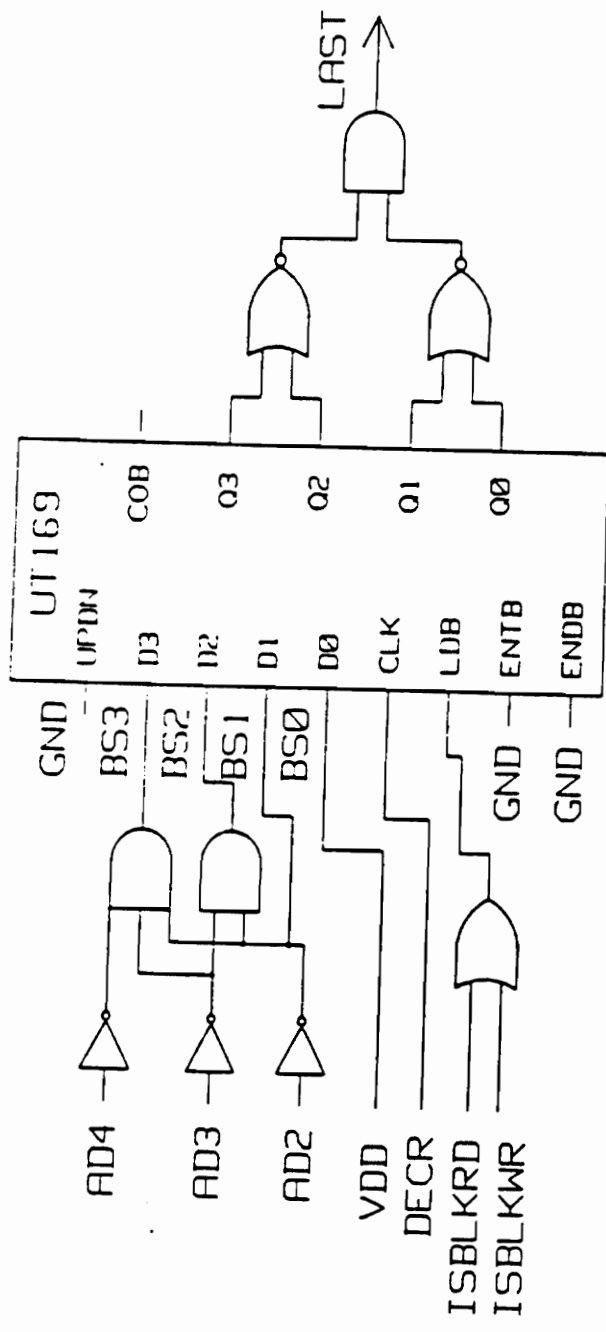 GND
UPDN
UT169
BS3
D3
COB
BS2
D2
AD4
BS1
D1
Q3
AD3
BS0
D0
Q2
AD2
CLK
Q1
VDD
LDB
Q0
DECR
GND
ENTB
ISBLKRD
GND
ENDB
ISBLKWR
LAST